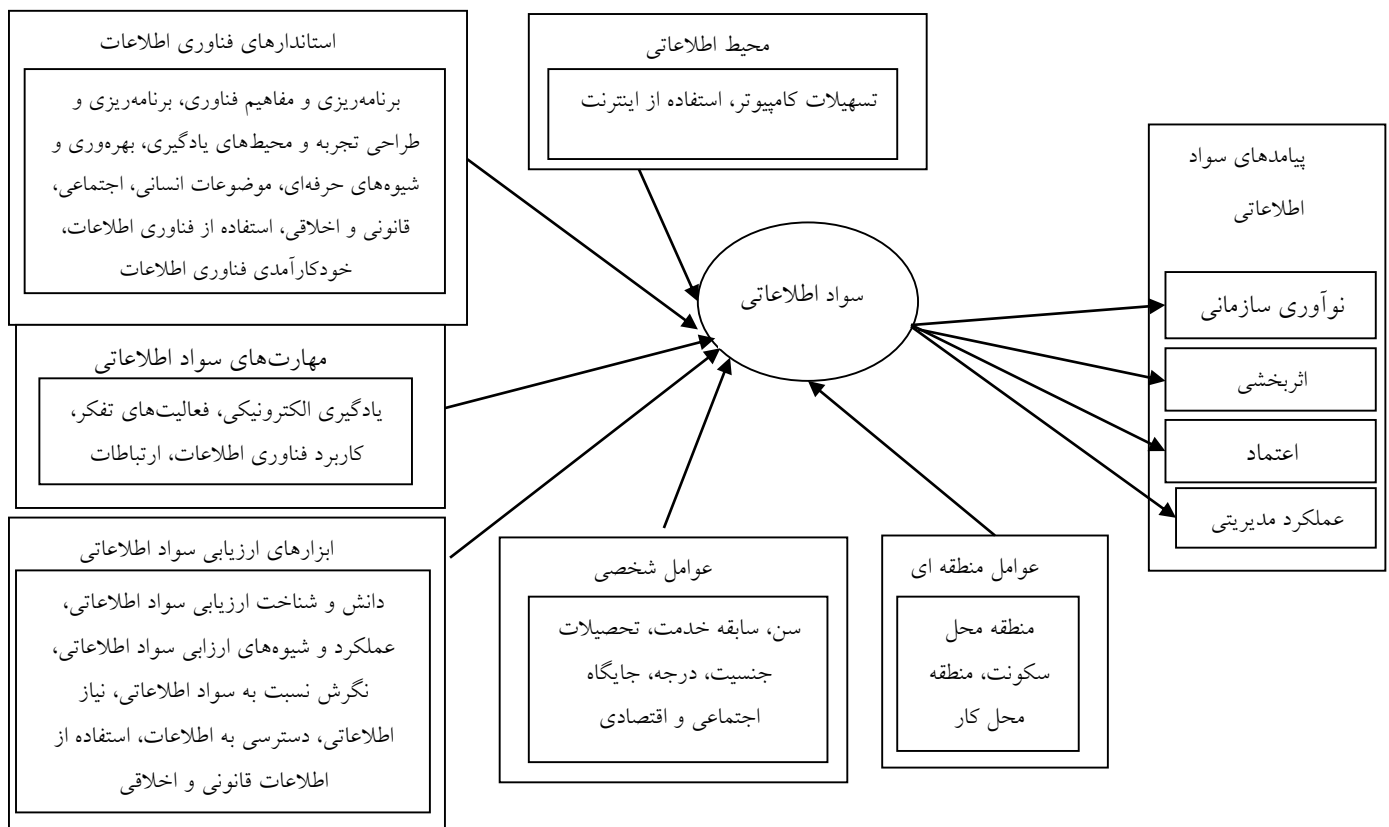 استاندارهای فناوری اطلاعات
برنامه‌ریزی و مفاهیم فناوری، برنامه‌ریزی و
طراحی تجربه و محیط‌های یادگیری، بهره‌وری و
شیوه‌های حرفه‌ای، موضوعات انسانی، اجتماعی،
قانونی و اخلاقی، استفاده از فناوری اطلاعات،
خودکارآمدی فناوری اطلاعات
محیط اطلاعاتی
تسهیلات کامپیوتر، استفاده از اینترنت
پیامدهای سواد
اطلاعاتی
نوآوری سازمانی
اثربخشی
اعتماد
عملکرد مدیریتی
سواد اطلاعاتی
مهارت‌های سواد اطلاعاتی
یادگیری الکترونیکی، فعالیت‌های تفکر،
کاربرد فناوری اطلاعات، ارتباطات
ابزارهای ارزیابی سواد اطلاعاتی
دانش و شناخت ارزیابی سواد اطلاعاتی،
عملکرد و شیوه‌های ارزابی سواد اطلاعاتی،
نگرش نسبت به سواد اطلاعاتی، نیاز
اطلاعاتی، دسترسی به اطلاعات، استفاده از
اطلاعات قانونی و اخلاقی
عوامل شخصی
سن، سابقه خدمت، تحصیلات
جنسیت، درجه، جایگاه
اجتماعی و اقتصادی
عوامل منطقه ای
منطقه محل
سکونت، منطقه
محل کار